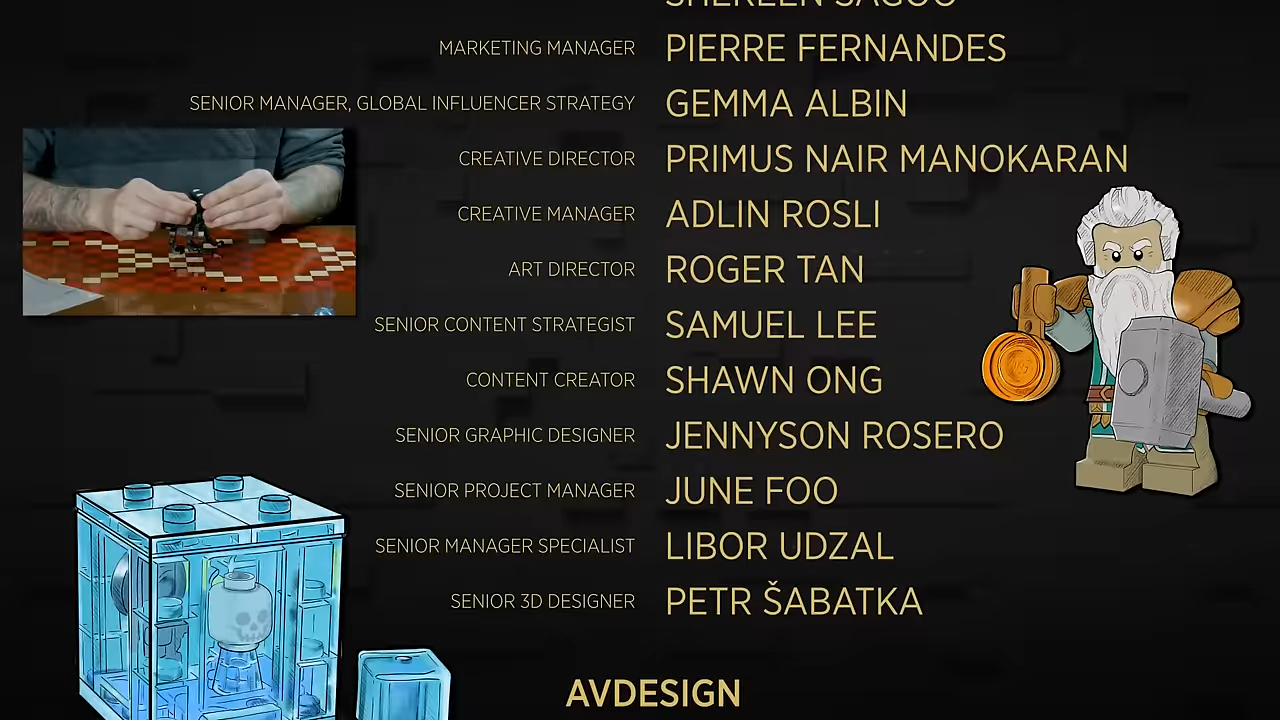 MARKETING MANAGER PIERRE FERNANDES
SENIOR MANAGER, GLOBAL INFLUENCER STRATEGY GEMMA ALBIN
CREATIVE DIRECTOR PRIMUS NAIR MANOKARAN
CREATIVE MANAGER ADLIN ROSLI
ART DIRECTOR ROGER TAN
SENIOR CONTENT STRATEGIST SAMUEL LEE
CONTENT CREATOR SHAWN ONG
SENIOR GRAPHIC DESIGNER JENNYSON ROSERO
SENIOR PROJECT MANAGER JUNE FOO
SENIOR MANAGER SPECIALIST LIBOR UDZAL
SENIOR 3D DESIGNER PETR ŠABATKA
AVDESIGN